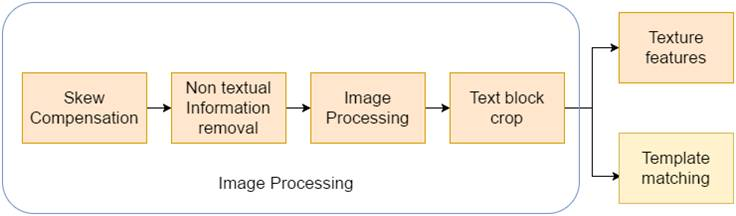 Skew
Compensation
Non textual
Information
removal
Image
Processing
Text block
crop
Texture
features
Template
matching
Image Processing